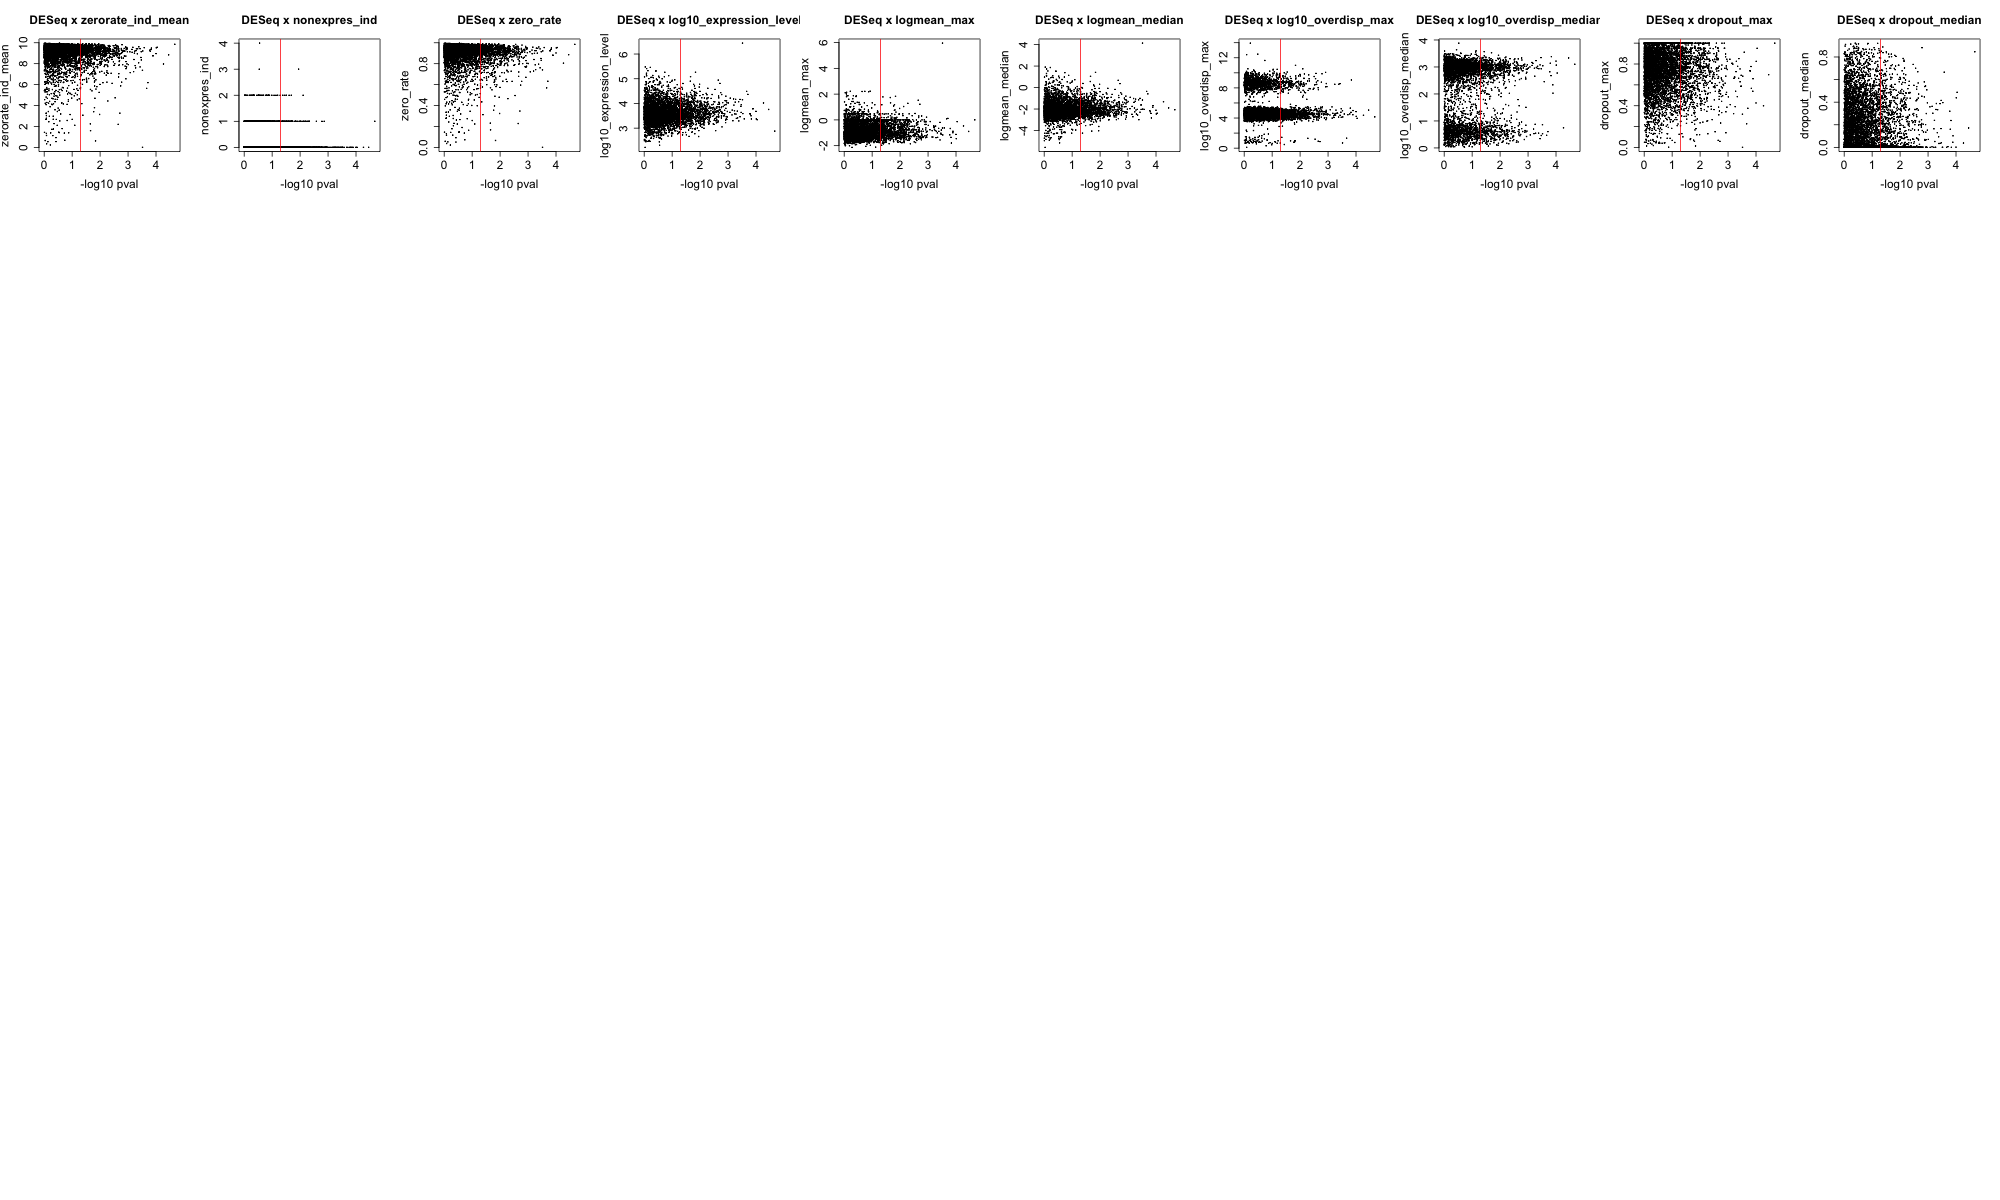 DESeq x zerorate_ind_mean
zerorate_ind_mean
0 2 4 6 8 10
0 1 2 3 4
-log10 pval
DESeq x nonexpres_ind
nonexpres_ind
0 1 2 3 4
0 1 2 3 4
-log10 pval
DESeq x zero_rate
zero_rate
0.0 0.4 0.8
0 1 2 3 4
-log10 pval
DESeq x log10_expression_level
log10_expression_level
3 4 5 6
0 1 2 3 4
-log10 pval
DESeq x logmean_max
logmean_max
-2 0 2 4 6
0 1 2 3 4
-log10 pval
DESeq x logmean_median
logmean_median
-4 -2 0 2 4
0 1 2 3 4
-log10 pval
DESeq x log10_overdisp_max
log10_overdisp_max
0 4 8 12
0 1 2 3 4
-log10 pval
DESeq x log10_overdisp_median
log10_overdisp_median
0 1 2 3 4
0 1 2 3 4
-log10 pval
DESeq x dropout_max
dropout_max
0.0 0.4 0.8
0 1 2 3 4
-log10 pval
DESeq x dropout_median
dropout_median
0.0 0.4 0.8
0 1 2 3 4
-log10 pval